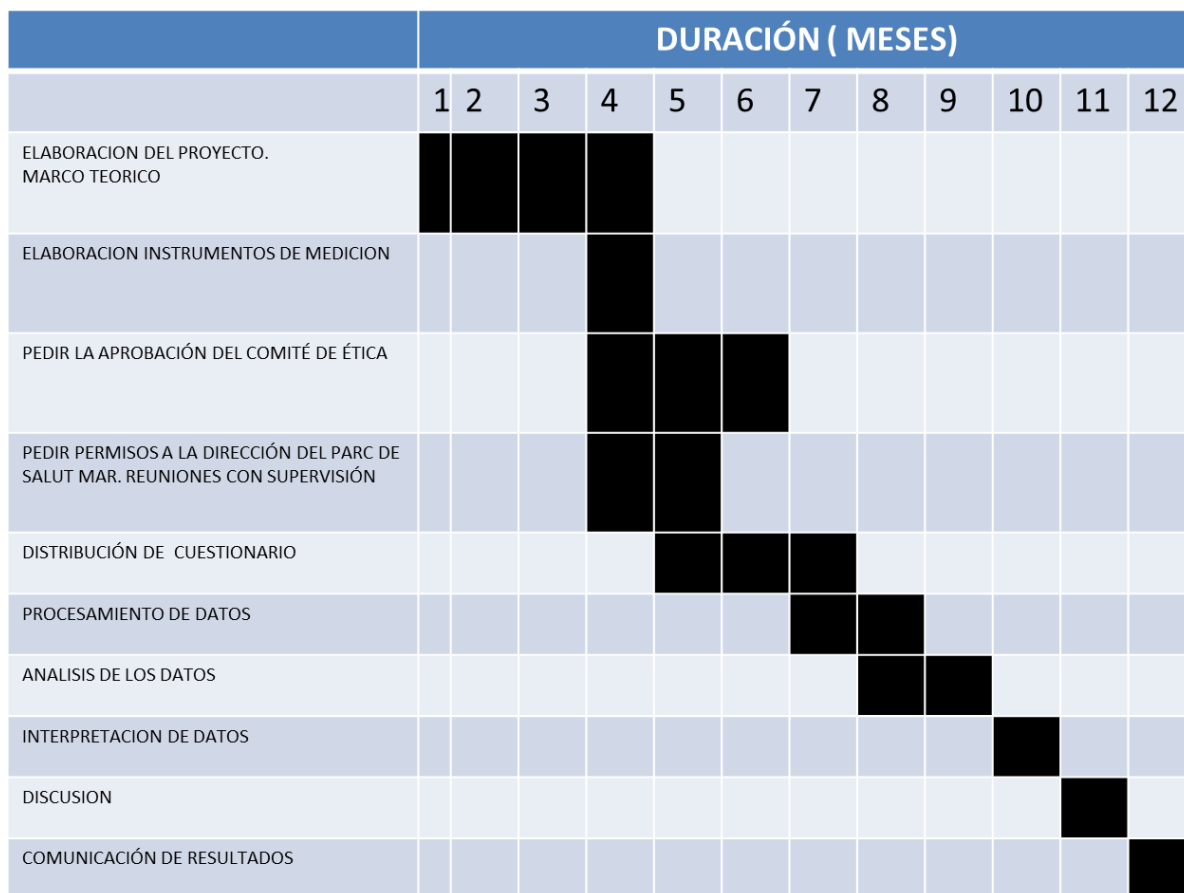 DURACIÓN ( MESES)
1 2 3 4 5 6 7 8 9 10 11 12
ELABORACION DEL PROYECTO.
MARCO TEORICO
ELABORACION INSTRUMENTOS DE MEDICION
PEDIR LA APROBACIÓN DEL COMITÉ DE ÉTICA
PEDIR PERMISOS A LA DIRECCIÓN DEL PARC DE
SALUT MAR. REUNIONES CON SUPERVISIÓN
DISTRIBUCIÓN DE CUESTIONARIO
PROCESAMIENTO DE DATOS
ANALISIS DE LOS DATOS
INTERPRETACION DE DATOS
DISCUSION
COMUNICACIÓN DE RESULTADOS